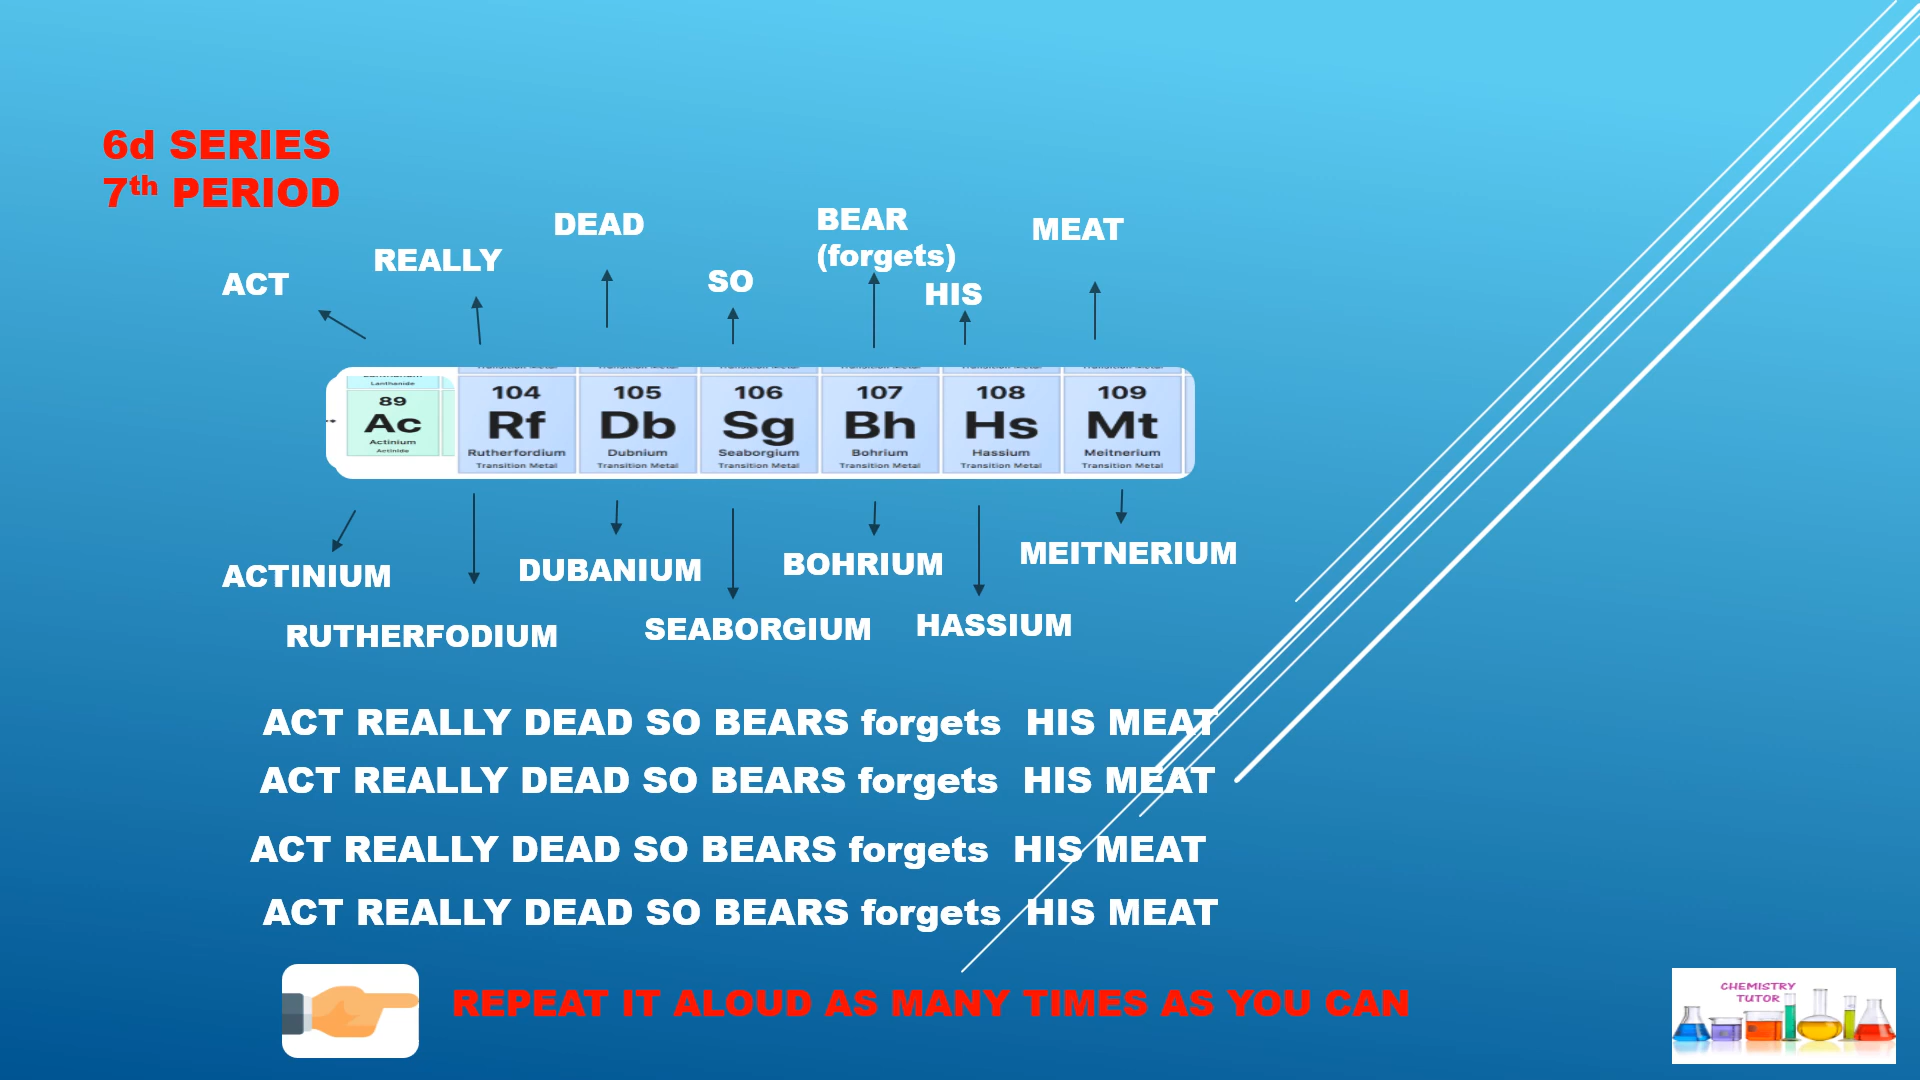 6d SERIES
7th PERIOD
ACT
REALLY
DEAD
SO
BEAR
(forgets)
HIS
MEAT
Lanthanide
89
Ac
Actinium
Actinide
104
Rf
Rutherfordium
Transition Metal
105
Db
Dubnium
Transition Metal
106
Sg
Seaborgium
Transition Metal
107
Bh
Bohrium
Transition Metal
108
Hs
Hassium
Transition Metal
109
Mt
Meitnerium
Transition Metal
ACTINIUM
RUTHERFODIUM
DUBANIUM
SEABORGIUM
BOHRIUM
HASSIUM
MEITNERIUM
ACT REALLY DEAD SO BEARS forgets HIS MEAT
ACT REALLY DEAD SO BEARS forgets HIS MEAT
ACT REALLY DEAD SO BEARS forgets HIS MEAT
ACT REALLY DEAD SO BEARS forgets HIS MEAT
REPEAT IT ALOUD AS MANY TIMES AS YOU CAN
CHEMISTRY
TUTOR